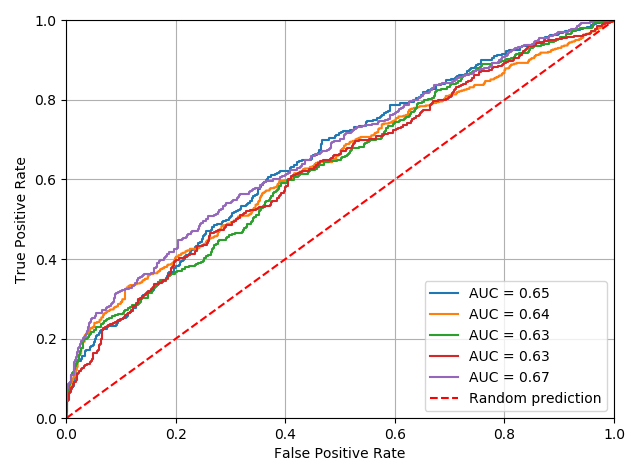 1.0
0.8
0.6
0.4
0.2
0.0
True Positive Rate
AUC = 0.65
AUC = 0.64
AUC = 0.63
AUC = 0.63
AUC = 0.67
Random prediction
0.0 0.2 0.4 0.6 0.8 1.0
False Positive Rate